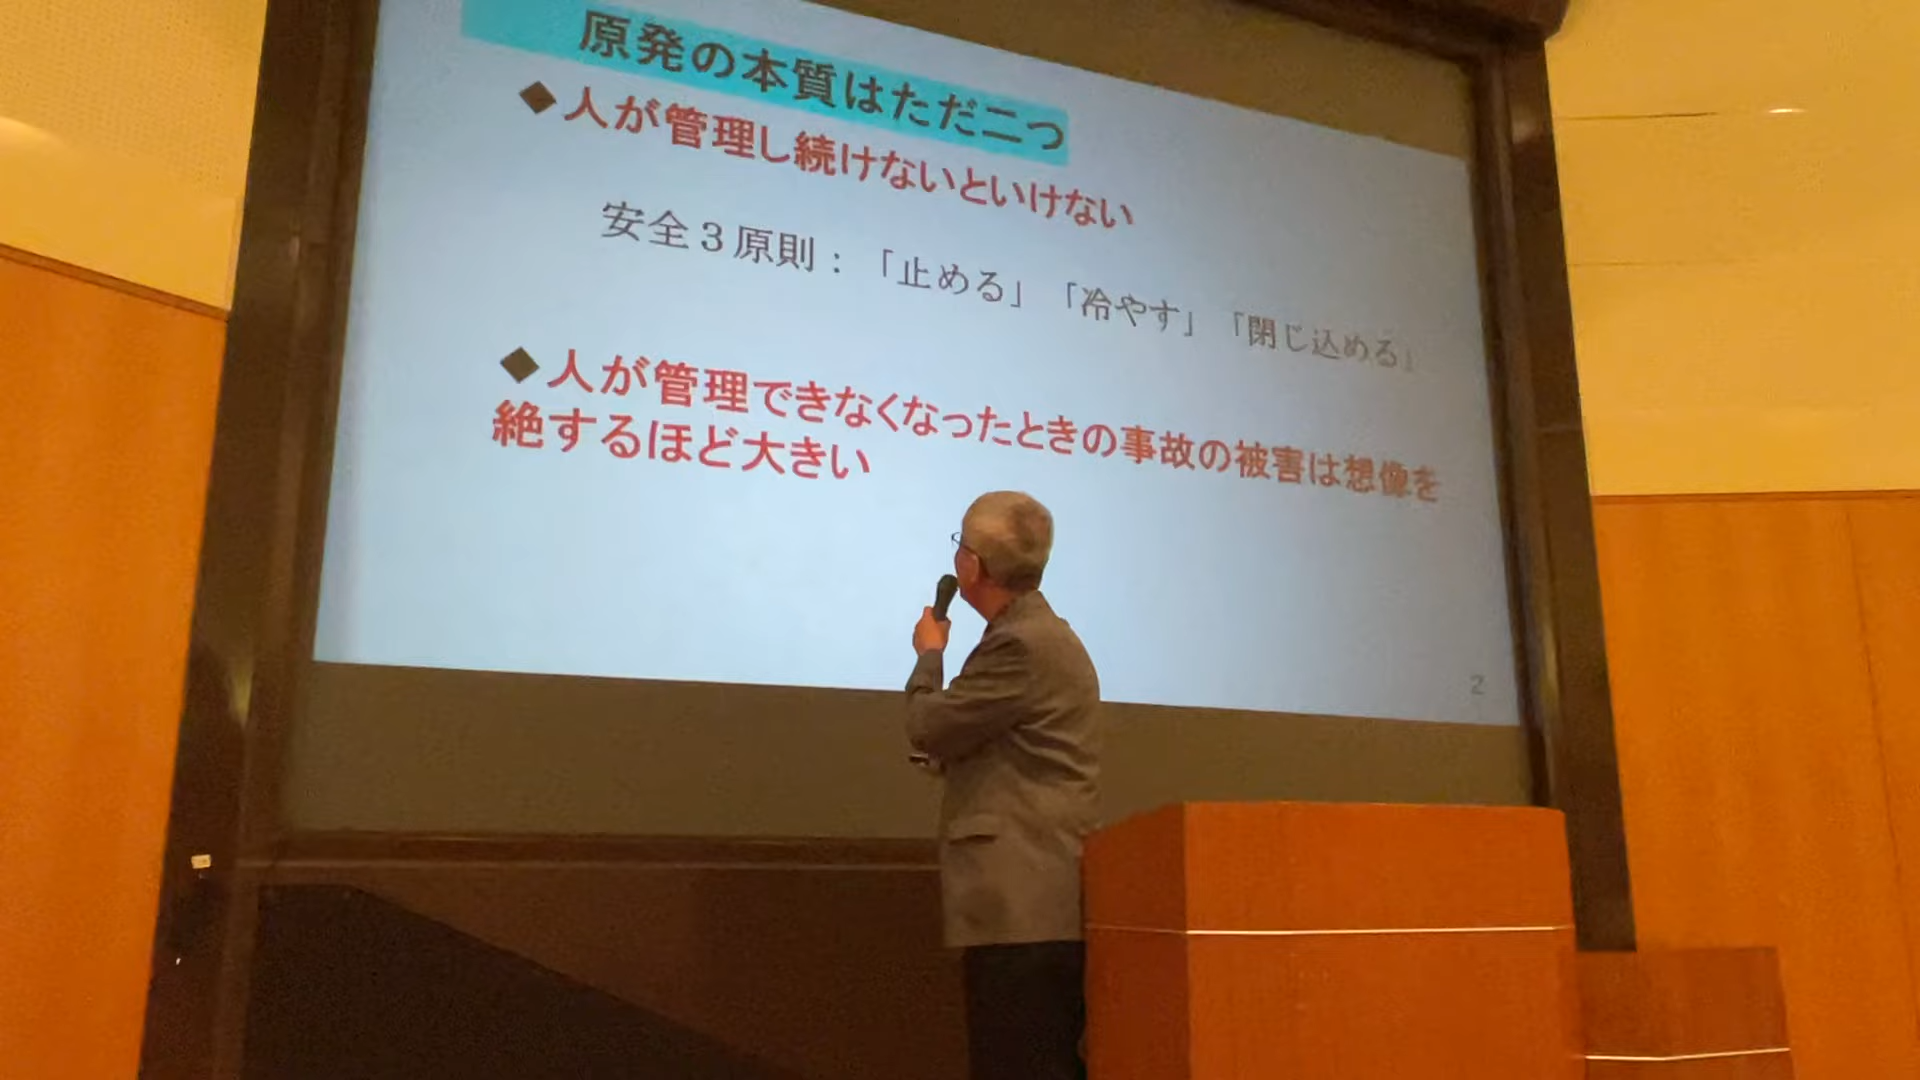 原発の本質はただ二つ
◆人が管理し続けないといけない
安全3原則：「止める」「冷やす」「閉じ込める」
◆人が管理できなくなったときの事故の被害は想像を
絶するほど大きい
2